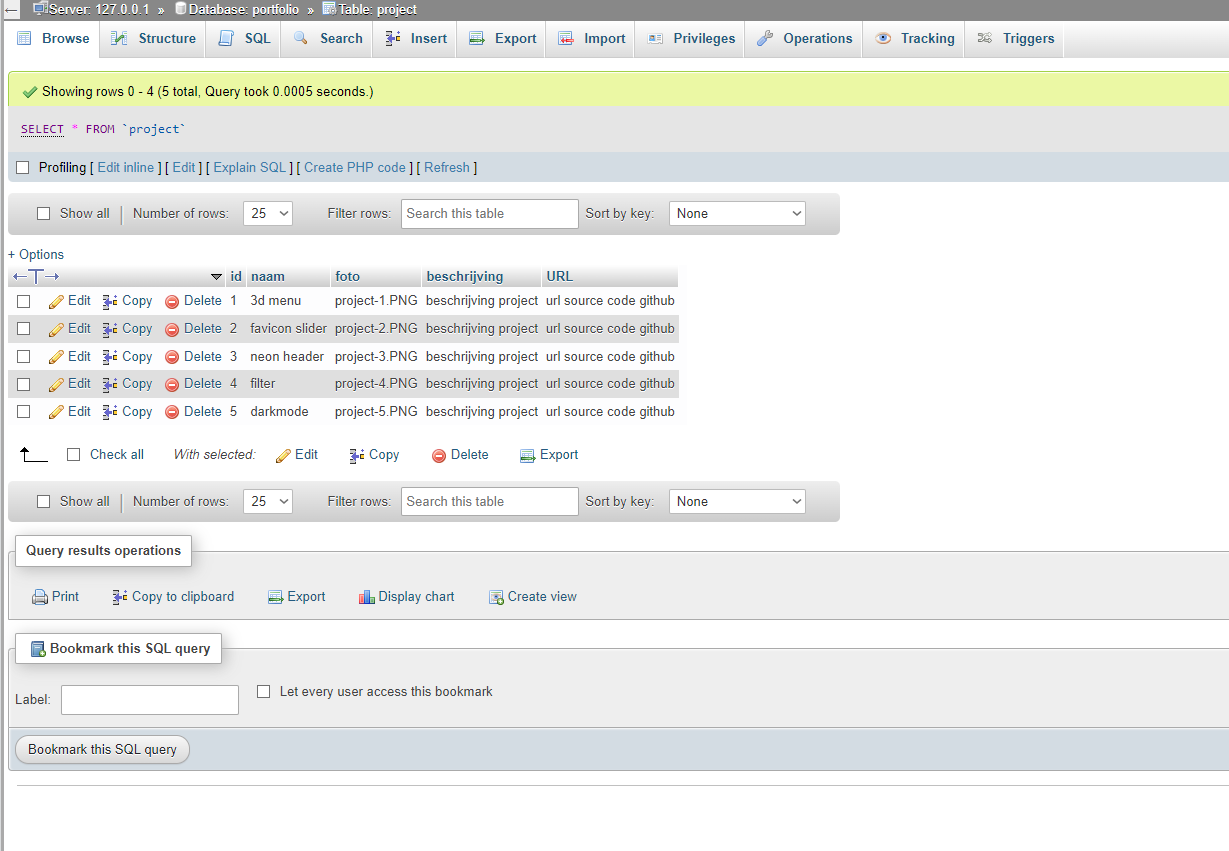 Server: 127.0.0.1 » Database: portfolio » Table: project
Browse Structure SQL Search Insert Export Import Privileges Operations Tracking Triggers
Showing rows 0 - 4 (5 total, Query took 0.0005 seconds.)
SELECT * FROM `project`
Profiling [ Edit inline ] [ Edit ] [ Explain SQL ] [ Create PHP code ] [ Refresh ]
Show all | Number of rows: 25 Filter rows: Search this table Sort by key: None
+ Options
←T→ id naam foto beschrijving URL
Edit Copy Delete 1 3d menu project-1.PNG beschrijving project url source code github
Edit Copy Delete 2 favicon slider project-2.PNG beschrijving project url source code github
Edit Copy Delete 3 neon header project-3.PNG beschrijving project url source code github
Edit Copy Delete 4 filter project-4.PNG beschrijving project url source code github
Edit Copy Delete 5 darkmode project-5.PNG beschrijving project url source code github
Check all With selected: Edit Copy Delete Export
Show all | Number of rows: 25 Filter rows: Search this table Sort by key: None
Query results operations
Print Copy to clipboard Export Display chart Create view
Bookmark this SQL query
Label: Let every user access this bookmark
Bookmark this SQL query